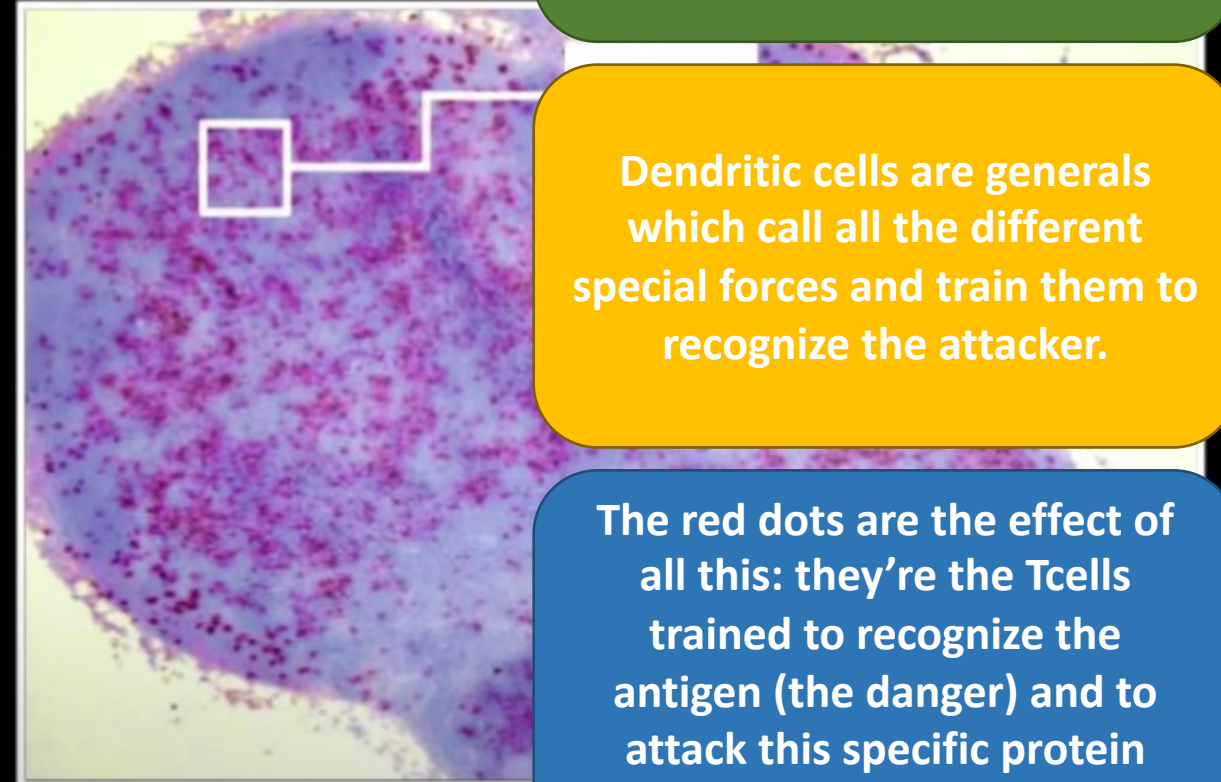 Dendritic cells are generals
which call all the different
special forces and train them to
recognize the attacker.
The red dots are the effect of
all this: they’re the Tcells
trained to recognize the
antigen (the danger) and to
attack this specific protein